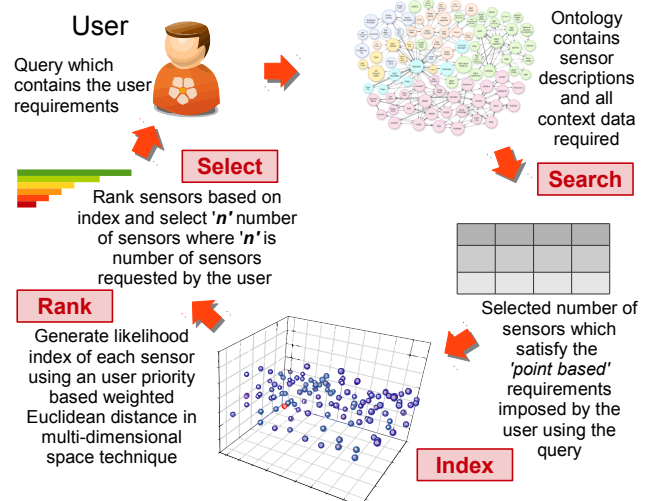 User
Query which
contains the user
requirements
Ontology
contains
sensor
descriptions
and all
context data
required
Search
Selected number of
sensors which
satisfy the
'point based'
requirements
imposed by the
user using the
query
Index
Generate likelihood
index of each sensor
using an user priority
based weighted
Euclidean distance in
multi-dimensional
space technique
Rank
Rank sensors based on
index and select 'n' number
of sensors where 'n' is
number of sensors
requested by the user
Select